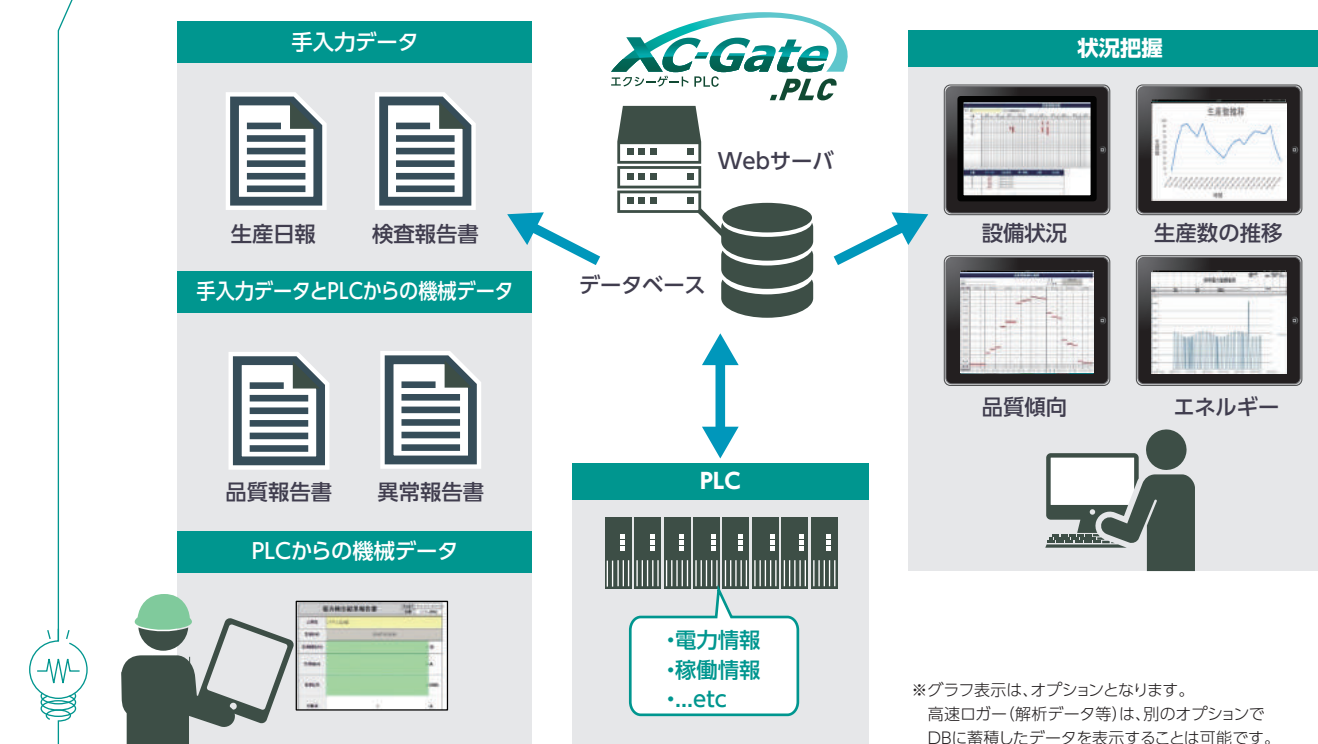 手入力データ
生産日報
検査報告書
手入力データとPLCからの機械データ
品質報告書
異常報告書
PLCからの機械データ
XC-Gate
エクシーゲート PLC
.PLC
Webサーバ
データベース
PLC
・電力情報
・稼働情報
・...etc
状況把握
生産数推移
設備状況
生産数の推移
品質傾向
エネルギー
※グラフ表示は、オプションとなります。
高速ロガー(解析データ等)は、別のオプションで
DBに蓄積したデータを表示することは可能です。